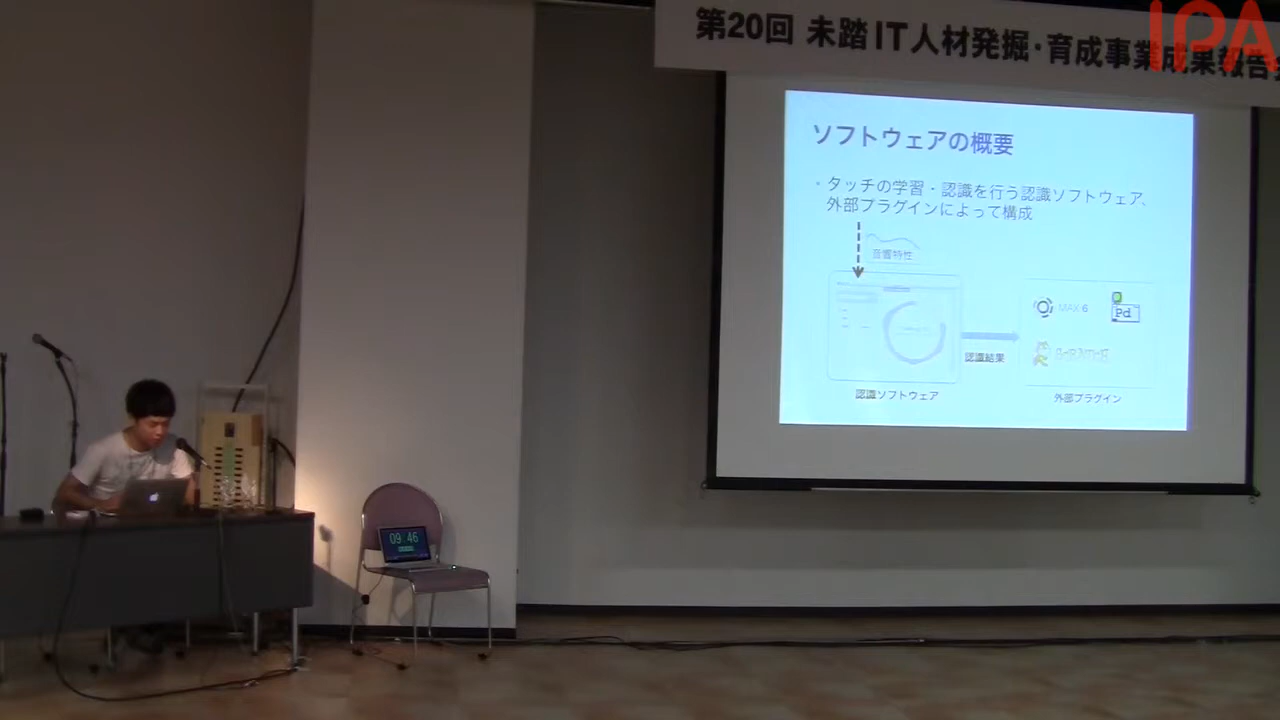 IPA
第20回 未踏IT人材発掘・育成事業成果報告
ソフトウェアの概要
・タッチの学習・認識を行う認識ソフトウェア、
外部プラグインによって構成
音響特性
MAX 6
Pd
認識結果
認識ソフトウェア
外部プラグイン
09 46